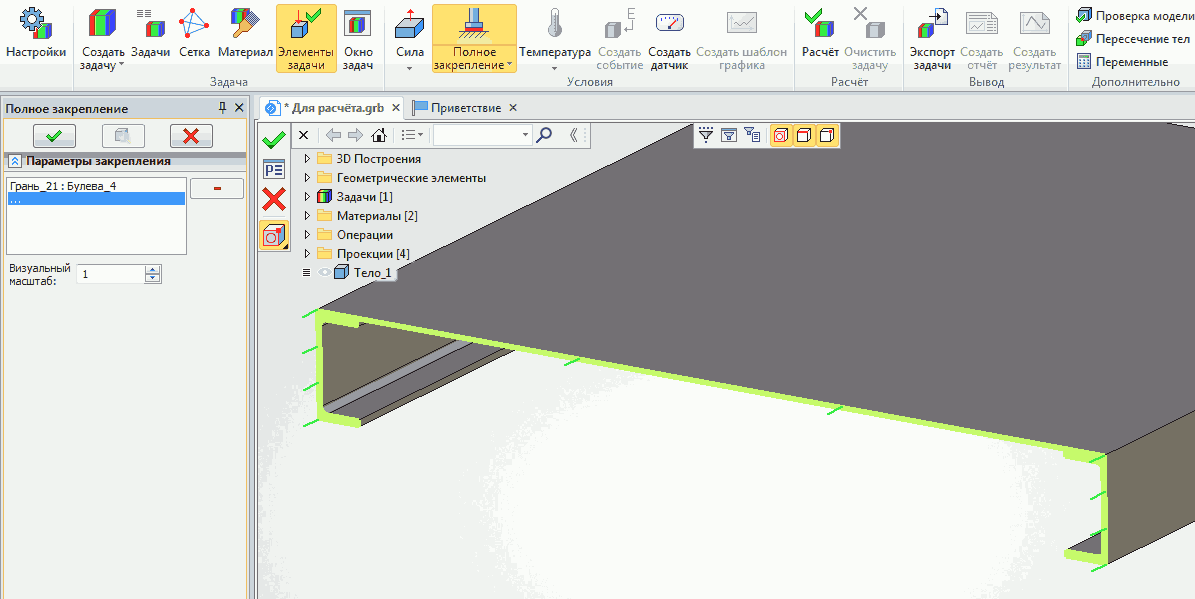 Настройки
Создать задачу
Задачи
Сетка
Материал
Элементы задачи
Окно задач
Сила
Полное закрепление
Температура
Создать событие
Создать датчик
Создать шаблон графика
Расчёт
Очистить задачу
Экспорт задачи
Создать отчёт
Создать результат
Проверка модели
Пересечение тел
Переменные
Задача
Условия
Расчёт
Вывод
Дополнительно
Полное закрепление
* Для расчёта.grb
Приветствие
Параметры закрепления
Грань_21 : Булева_4
...
Визуальный масштаб:
1
3D Построения
Геометрические элементы
Задачи [1]
Материалы [2]
Операции
Проекции [4]
Тело_1